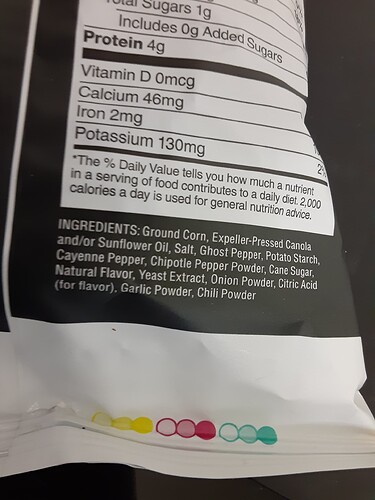 Total Sugars 1g
Includes 0g Added Sugars
Protein 4g
Vitamin D 0mcg
Calcium 46mg
Iron 2mg
Potassium 130mg
*The % Daily Value tells you how much a nutrient
in a serving of food contributes to a daily diet. 2,000
calories a day is used for general nutrition advice.
INGREDIENTS: Ground Corn, Expeller-Pressed Canola
and/or Sunflower Oil, Salt, Ghost Pepper, Potato Starch,
Cayenne Pepper, Chipotle Pepper Powder, Cane Sugar,
Natural Flavor, Yeast Extract, Onion Powder, Citric Acid
(for flavor), Garlic Powder, Chili Powder